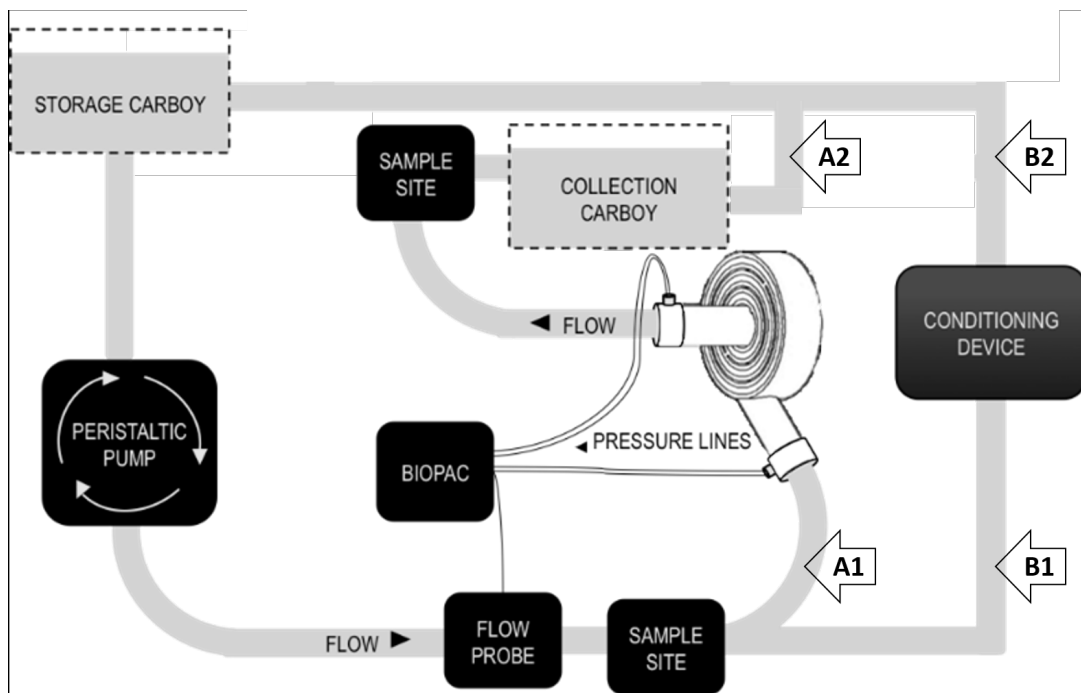 STORAGE CARBOY
SAMPLE
SITE
COLLECTION
CARBOY
A2
B2
FLOW
CONDITIONING
DEVICE
PERISTALTIC
PUMP
BIOPAC
PRESSURE LINES
A1
B1
FLOW
FLOW
PROBE
SAMPLE
SITE